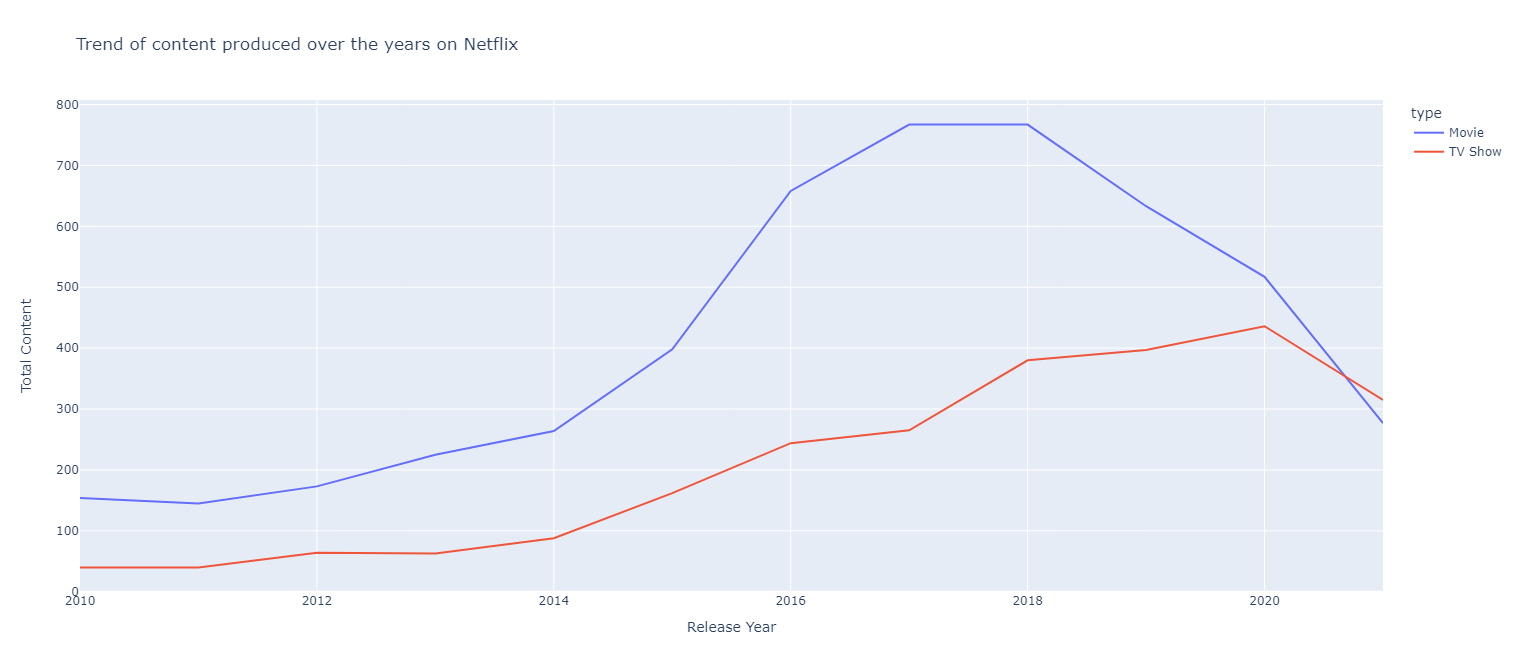 Trend of content produced over the years on Netflix
800
700
600
500
400
300
200
100
0
Total Content
2010 2012 2014 2016 2018 2020
Release Year
type
Movie
TV Show